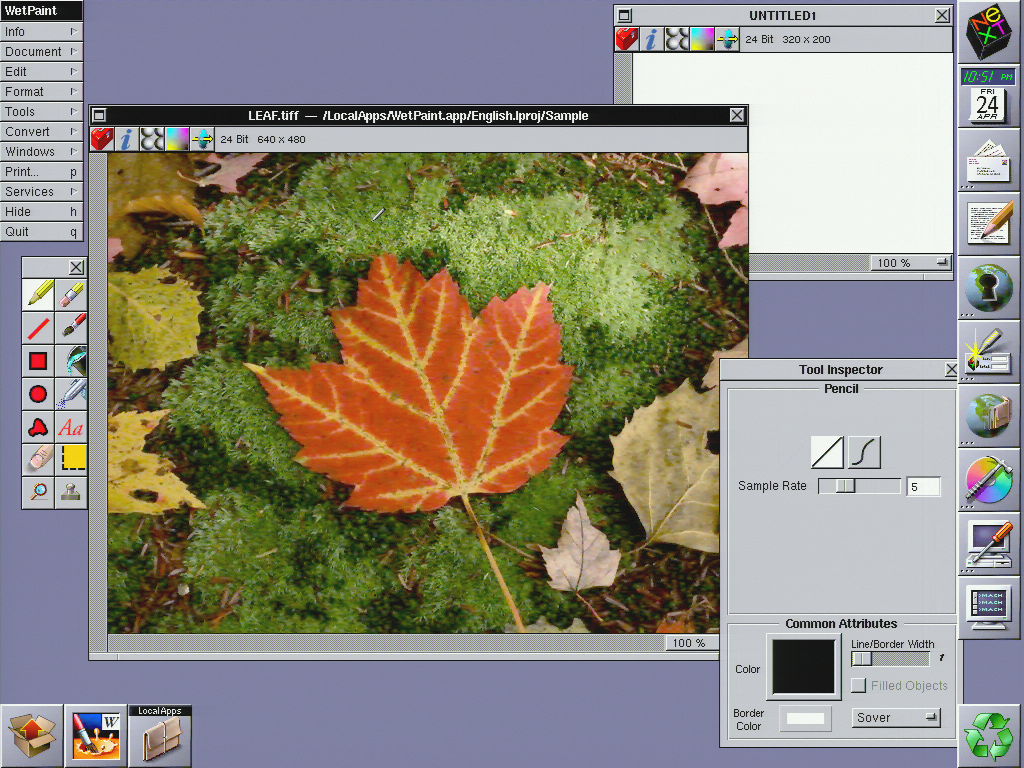 WetPaint
Info
Document
Edit
Format
Tools
Convert
Windows
Print... p
Services
Hide h
Quit q
UNTITLED1
24 Bit 320 x 200
100 %
LEAF.tiff — /LocalApps/WetPaint.app/English.lproj/Sample
24 Bit 640 x 480
100 %
Aa
Tool Inspector
Pencil
Sample Rate 5
Common Attributes
Color
Line/Border Width
1
Filled Objects
Border
Color
Sover
NeXT
10:51 PM
FRI
24
APR
MACH
MACH
MACH
W
LocalApps